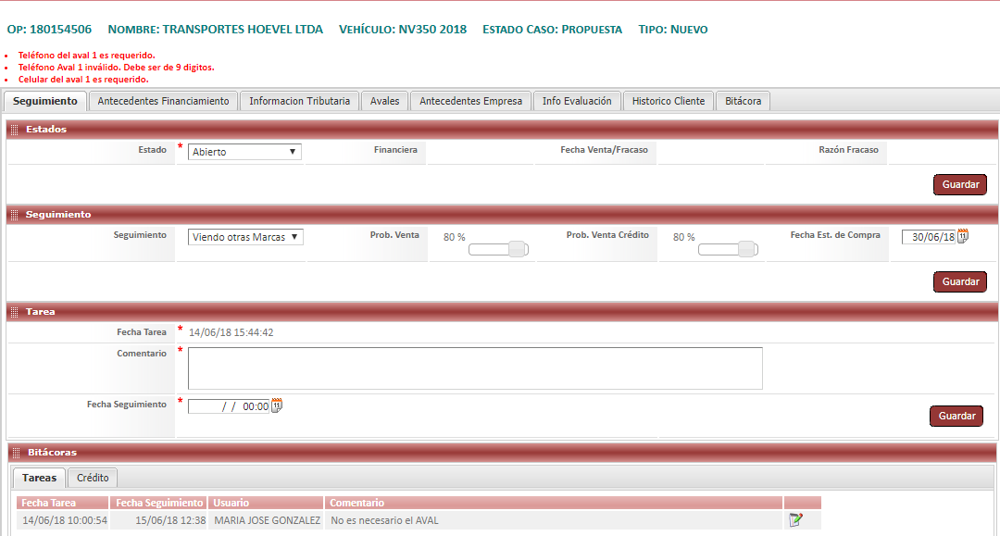 OP: 180154506 NOMBRE: TRANSPORTES HOEVEL LTDA VEHÍCULO: NV350 2018 ESTADO CASO: PROPUESTA TIPO: NUEVO
Teléfono del aval 1 es requerido.
Teléfono Aval 1 inválido. Debe ser de 9 digitos.
Celular del aval 1 es requerido.
Seguimiento Antecedentes Financiamiento Informacion Tributaria Avales Antecedentes Empresa Info Evaluación Historico Cliente Bitácora
Estados
Estado * Abierto Financiera Fecha Venta/Fracaso Razón Fracaso
Guardar
Seguimiento
Seguimiento Viendo otras Marcas Prob. Venta 80 % Prob. Venta Crédito 80 % Fecha Est. de Compra 30/06/18
Guardar
Tarea
Fecha Tarea * 14/06/18 15:44:42
Comentario *
Fecha Seguimiento * / / 00:00
Guardar
Bitácoras
Tareas Crédito
Fecha Tarea Fecha Seguimiento Usuario Comentario
14/06/18 10:00:54 15/06/18 12:38 MARIA JOSE GONZALEZ No es necesario el AVAL